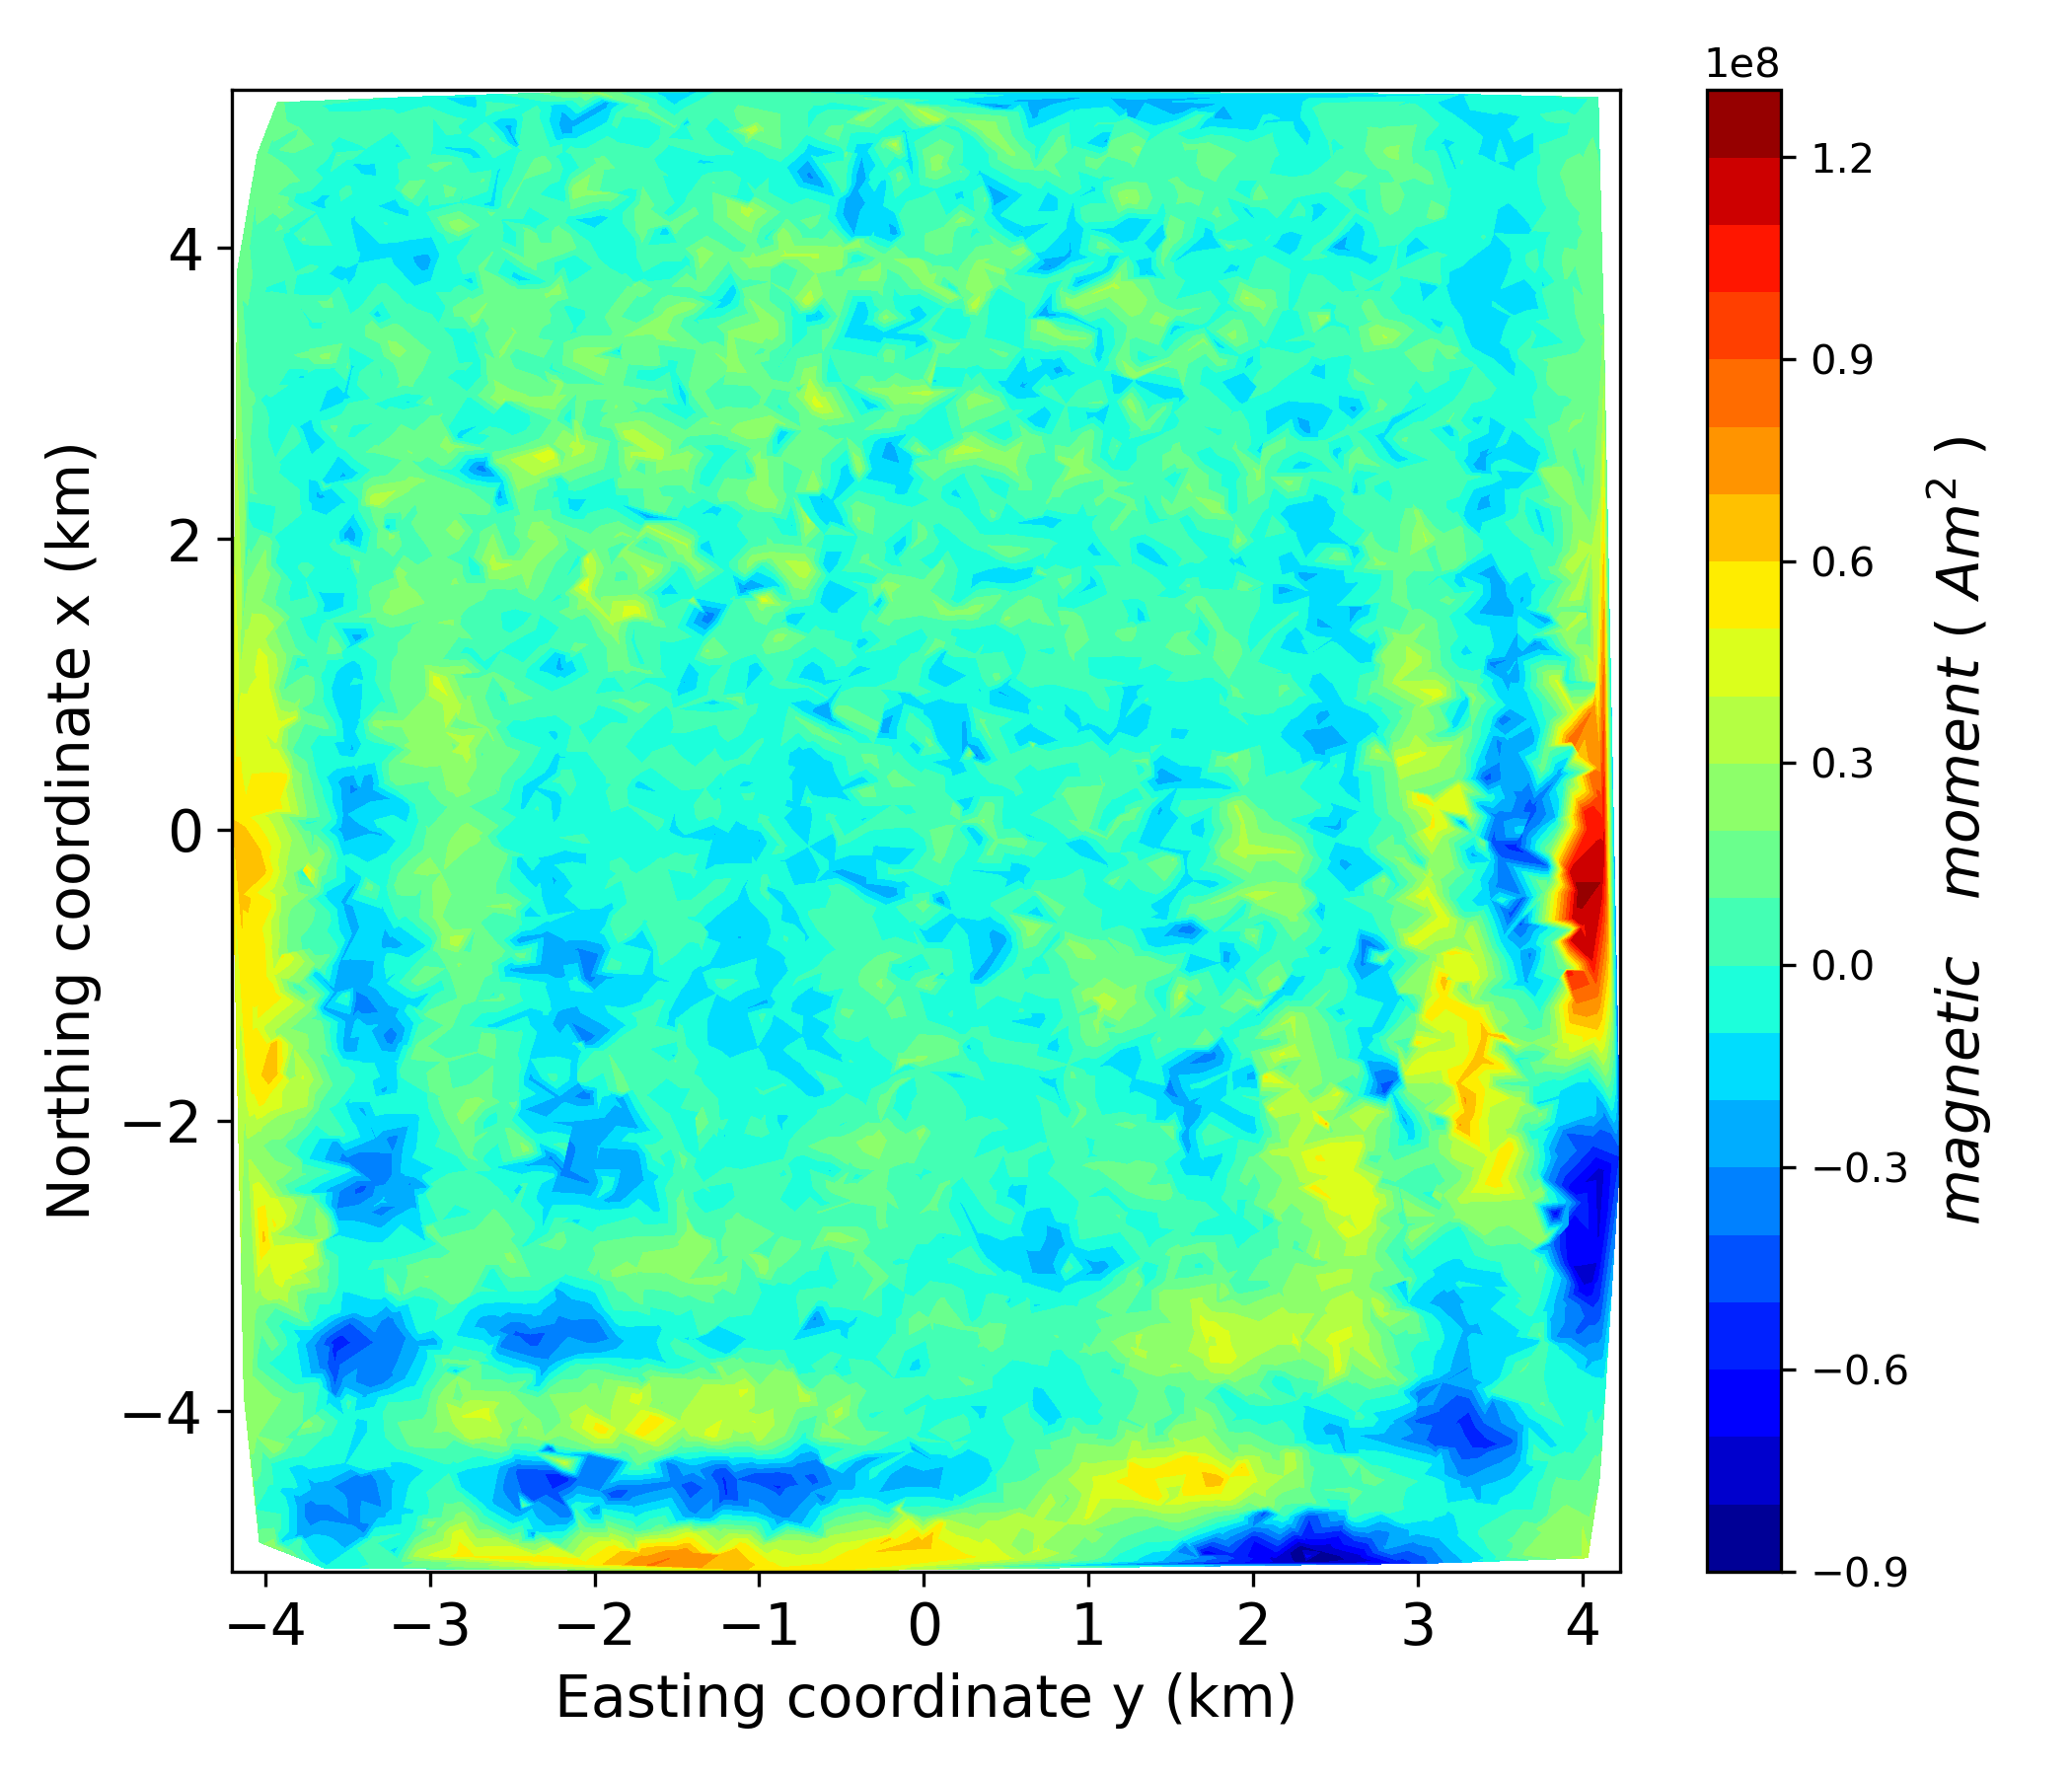 1e8
1.2
0.9
0.6
0.3
0.0
−0.3
−0.6
−0.9
magnetic moment ( Am² )
4
2
0
−2
−4
Northing coordinate x (km)
−4 −3 −2 −1 0 1 2 3 4
Easting coordinate y (km)